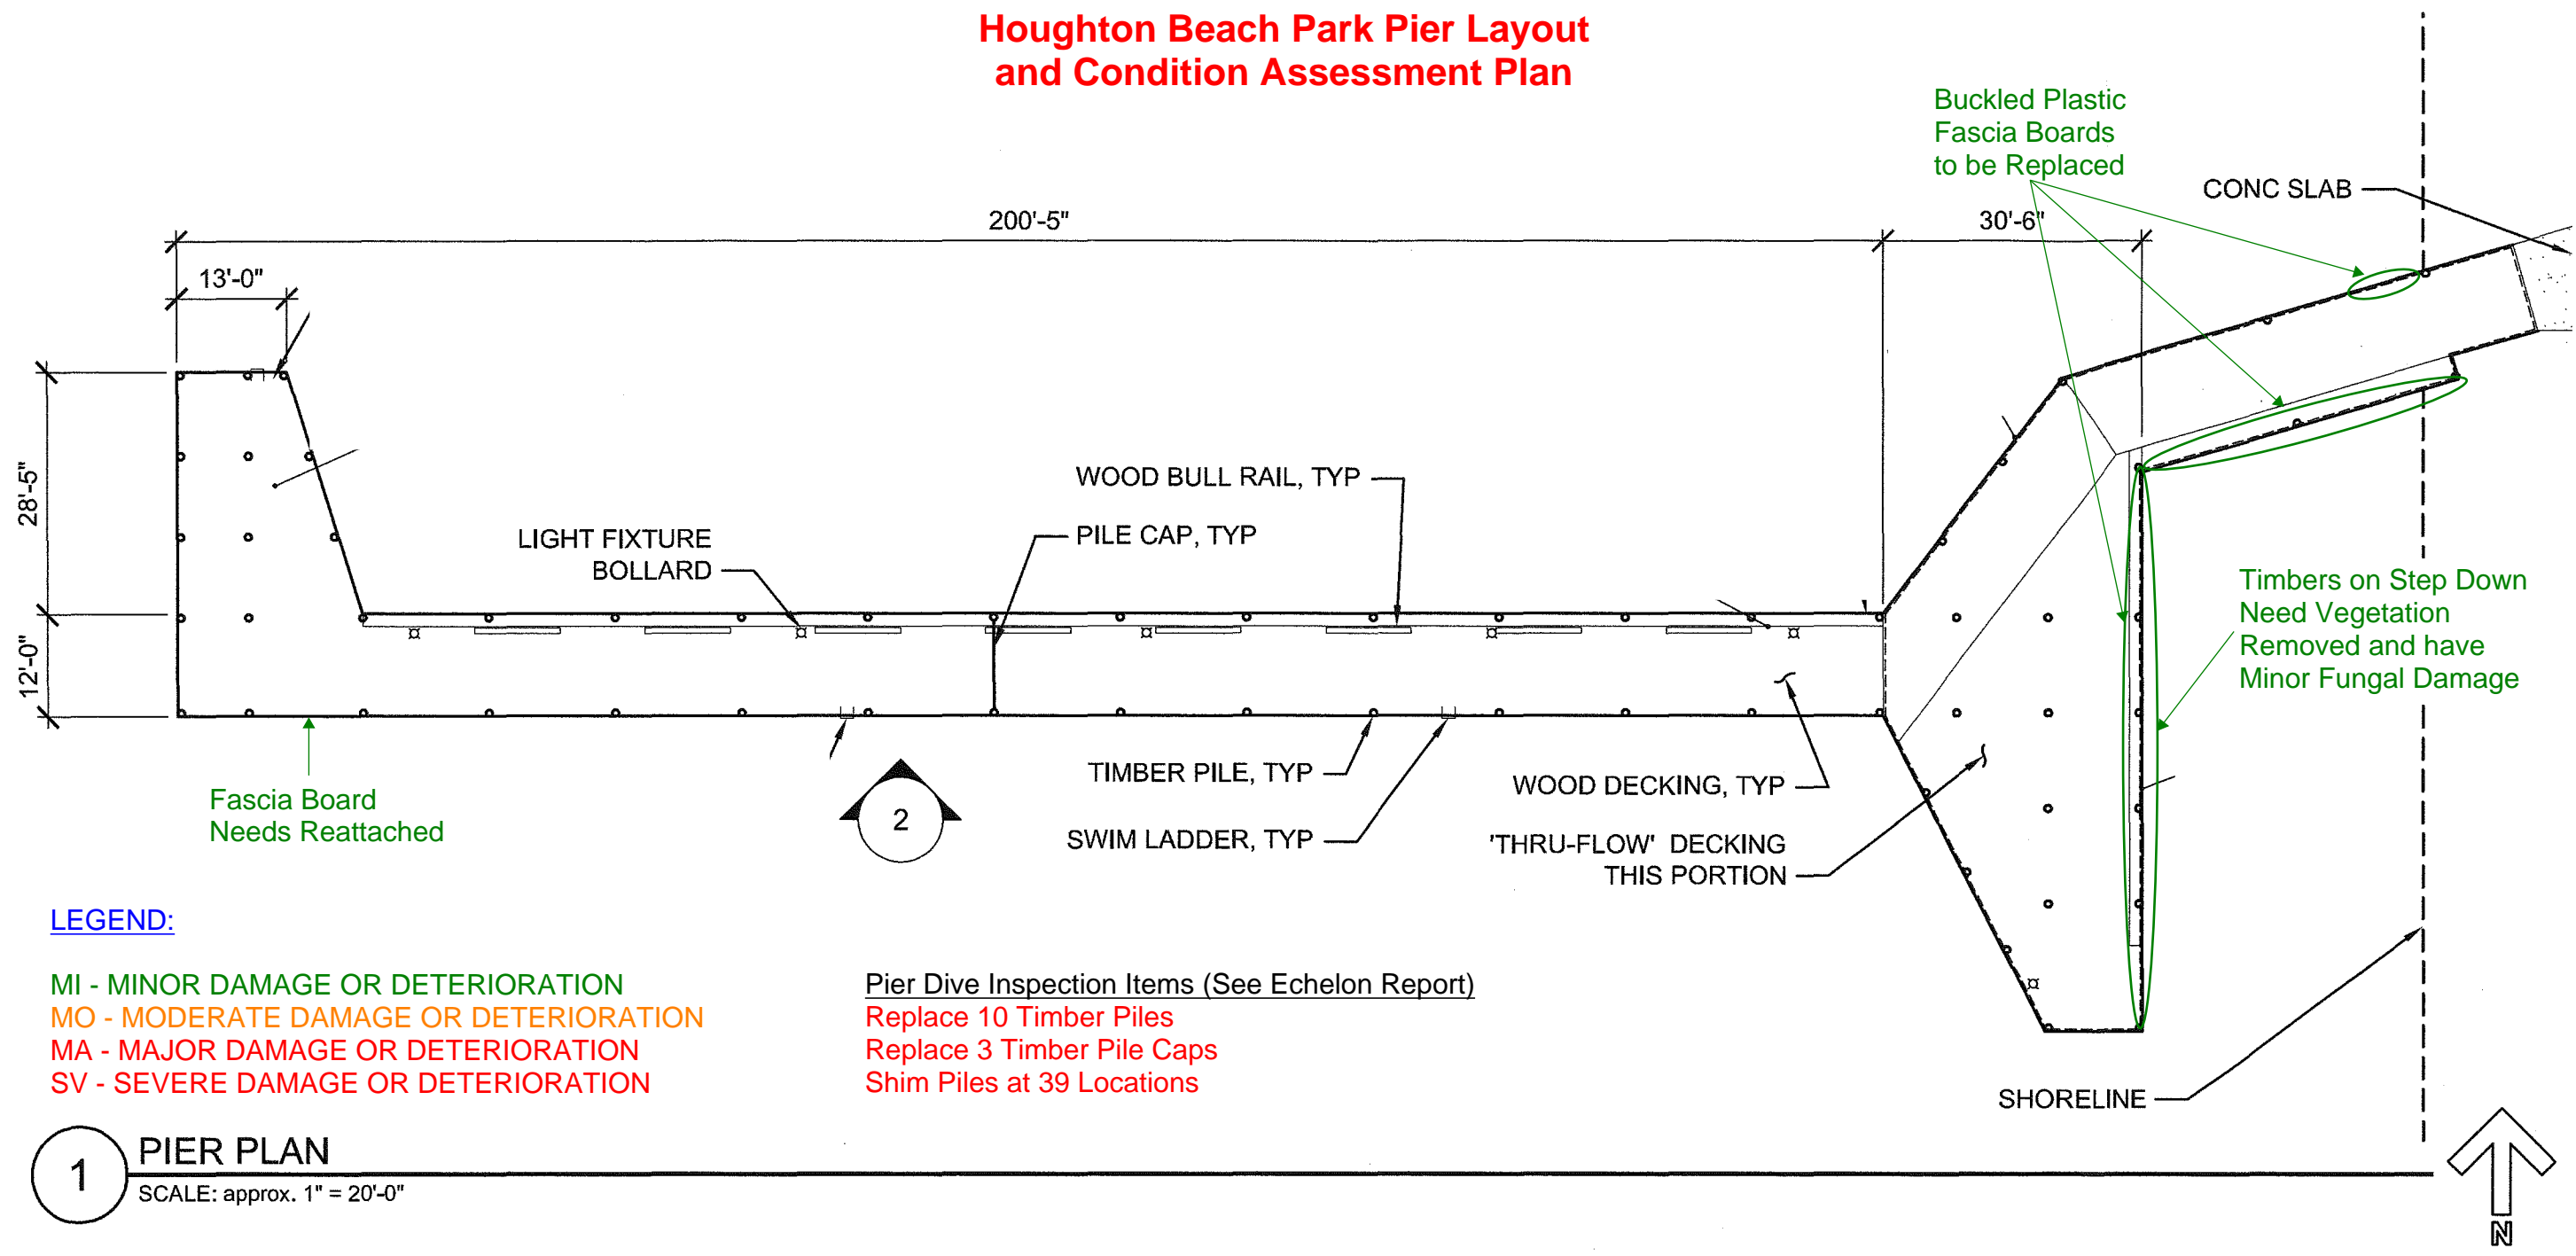 Houghton Beach Park Pier Layout
and Condition Assessment Plan
Buckled Plastic
Fascia Boards
to be Replaced
CONC SLAB
200'-5"
30'-6"
13'-0"
28'-5"
12'-0"
WOOD BULL RAIL, TYP
PILE CAP, TYP
LIGHT FIXTURE
BOLLARD
Timbers on Step Down
Need Vegetation
Removed and have
Minor Fungal Damage
TIMBER PILE, TYP
SWIM LADDER, TYP
WOOD DECKING, TYP
'THRU-FLOW' DECKING
THIS PORTION
Fascia Board
Needs Reattached
2
LEGEND:
MI - MINOR DAMAGE OR DETERIORATION
MO - MODERATE DAMAGE OR DETERIORATION
MA - MAJOR DAMAGE OR DETERIORATION
SV - SEVERE DAMAGE OR DETERIORATION
Pier Dive Inspection Items (See Echelon Report)
Replace 10 Timber Piles
Replace 3 Timber Pile Caps
Shim Piles at 39 Locations
SHORELINE
1
PIER PLAN
SCALE: approx. 1" = 20'-0"
N